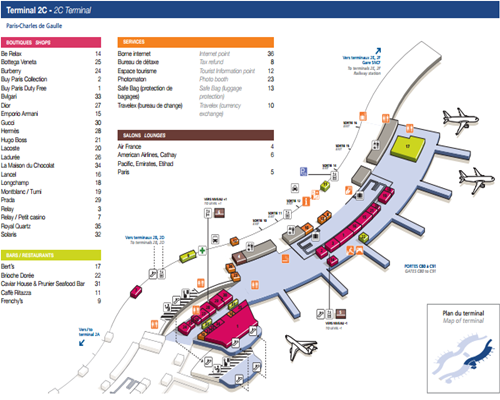 Terminal 2C - 2C Terminal
Paris-Charles de Gaulle
BOUTIQUES SHOPS
Be Relax 14
Bottega Veneta 25
Burberry 24
Buy Paris Collection 2
Buy Paris Duty Free 1
Bvlgari 33
Dior 27
Emporio Armani 15
Gucci 30
Hermès 28
Hugo Boss 21
Lacoste 20
Ladurée 26
La Maison du Chocolat 34
Lancel 16
Longchamp 18
Montblanc / Tumi 19
Prada 29
Relay 3
Relay / Petit casino 7
Royal Quartz 35
Solaris 32
BARS / RESTAURANTS
Bert's 17
Brioche Dorée 22
Caviar House & Prunier Seafood Bar 31
Caffè Ritazza 11
Frenchy's 9
SERVICES
Borne internet Internet point 36
Bureau de détaxe Tax refund 8
Espace tourisme Tourist Information point 12
Photomaton Photo booth 23
Safe Bag (protection de bagages) Safe Bag (luggage protection) 13
Travelex (bureau de change) Travelex (currency exchange) 10
SALONS LOUNGES
Air France 4
American Airlines, Cathay Pacific, Emirats, Etihad 6
Paris 5
Vers terminaux 2E, 2F
Gare SNCF
To terminals 2E, 2F
Railway station
Vers terminaux 2B, 2D
To terminals 2B, 2D
Vers/to
terminal 2A
PORTES C80 à C91
GATES C80 to C91
Plan du terminal
Map of terminal